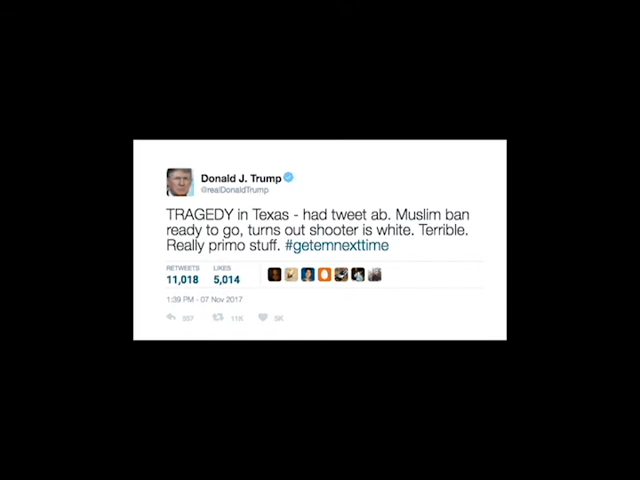 Donald J. Trump
@realDonaldTrump
TRAGEDY in Texas - had tweet ab. Muslim ban
ready to go, turns out shooter is white. Terrible.
Really primo stuff. #getemnexttime
RETWEETS LIKES
11,018 5,014
1:39 PM - 07 Nov 2017
557 11K 5K